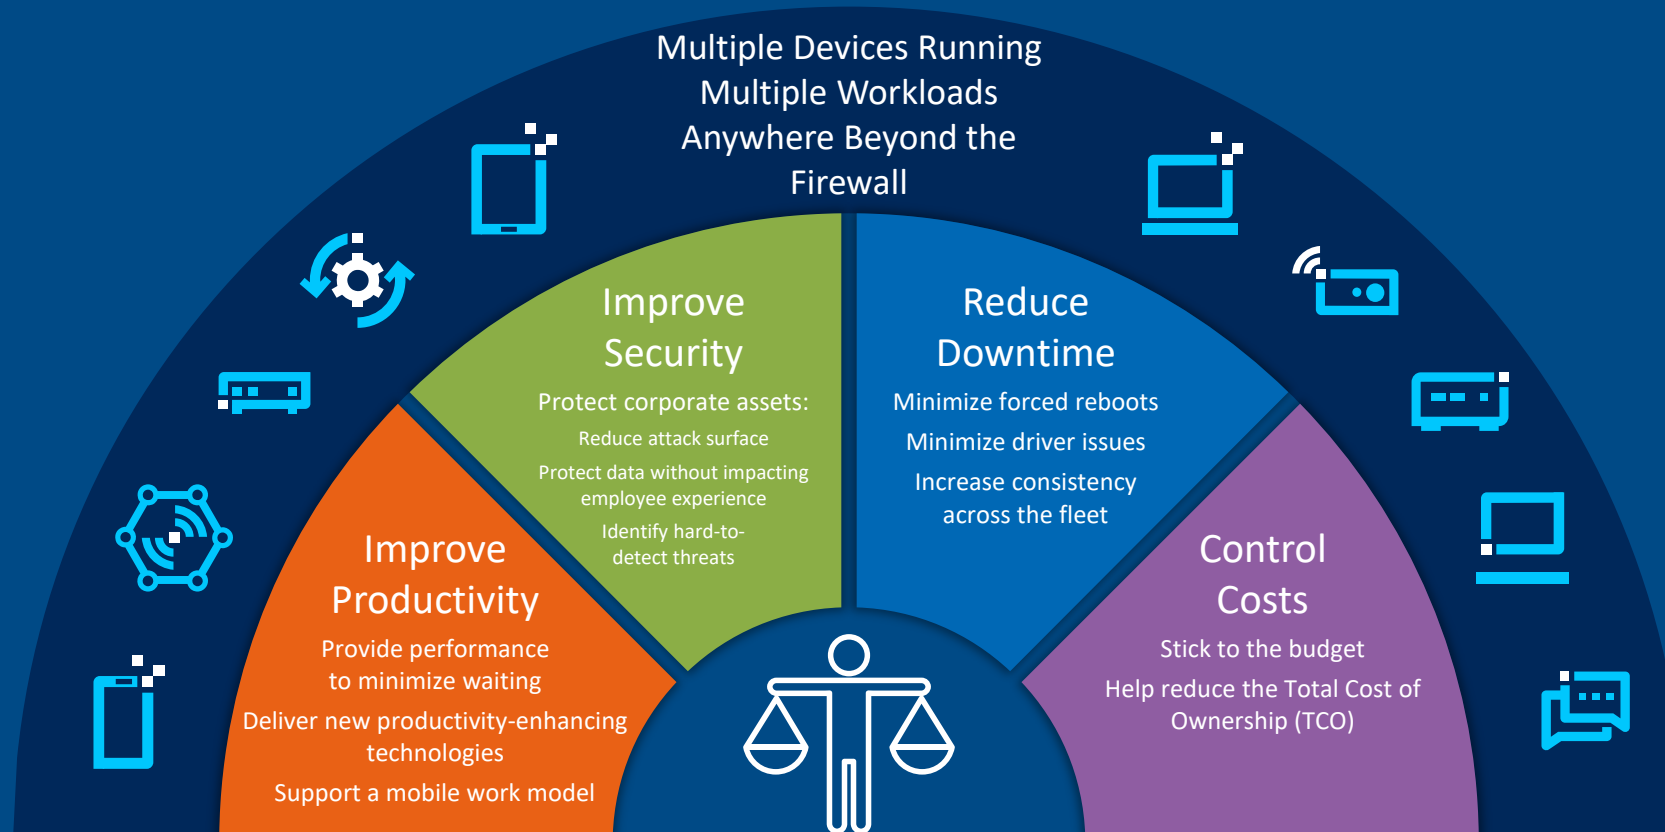 Multiple Devices Running
Multiple Workloads
Anywhere Beyond the
Firewall
Improve
Productivity
Provide performance
to minimize waiting
Deliver new productivity-enhancing
technologies
Support a mobile work model
Improve
Security
Protect corporate assets:
Reduce attack surface
Protect data without impacting
employee experience
Identify hard-to-
detect threats
Reduce
Downtime
Minimize forced reboots
Minimize driver issues
Increase consistency
across the fleet
Control
Costs
Stick to the budget
Help reduce the Total Cost of
Ownership (TCO)